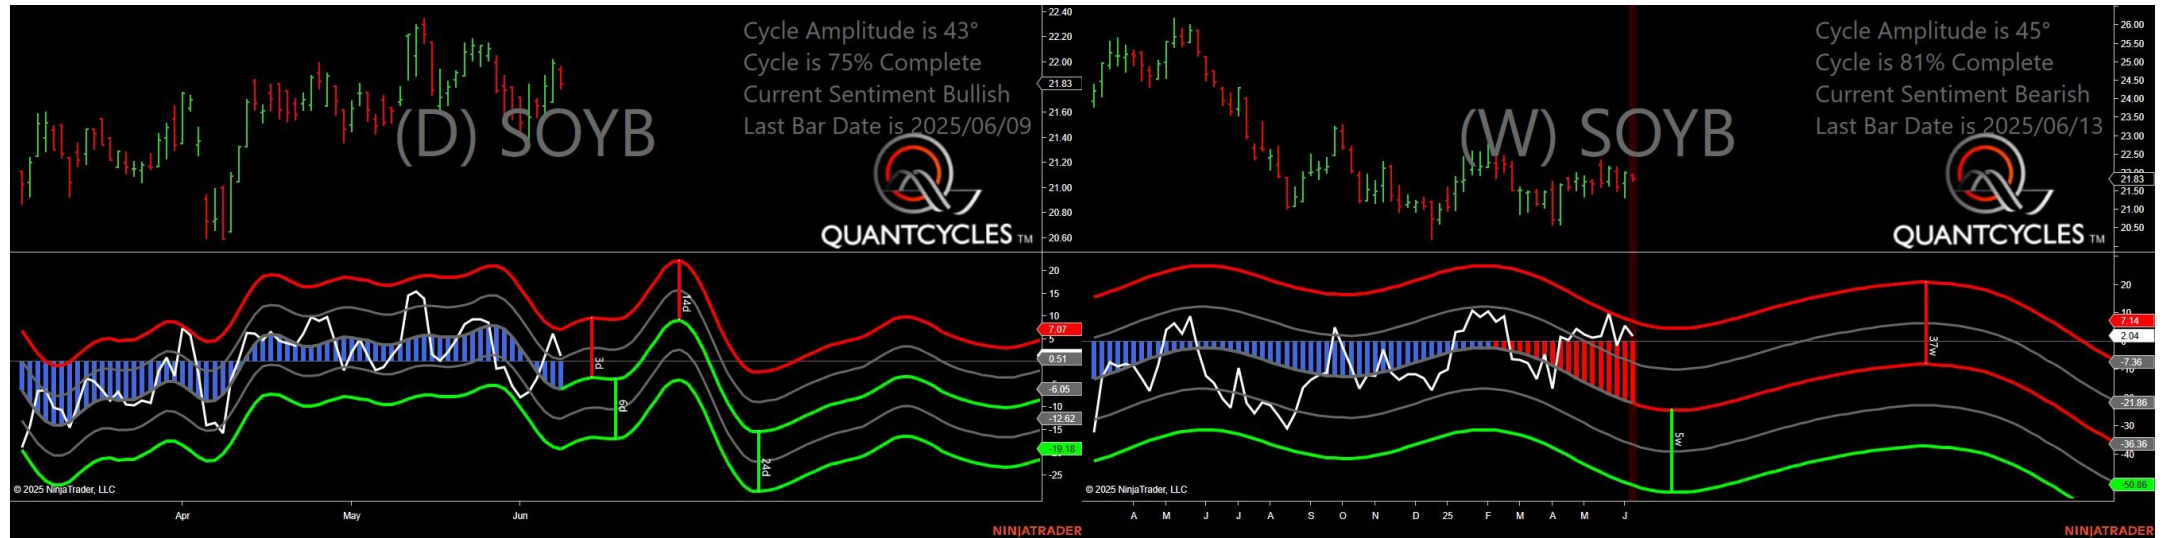 22.40
22.20
22.00
21.83
21.60
21.40
21.20
21.00
20.80
20.60
Cycle Amplitude is 43°
Cycle is 75% Complete
Current Sentiment Bullish
Last Bar Date is 2025/06/09
(D) SOYB
QUANTCYCLES TM
20
15
10
7.07
5
0.51
-6.05
-10
-12.62
-15
-19.18
-25
3d
6d
14d
24d
© 2025 NinjaTrader, LLC
Apr
May
Jun
NINJATRADER
Cycle Amplitude is 45°
Cycle is 81% Complete
Current Sentiment Bearish
Last Bar Date is 2025/06/13
(W) SOYB
QUANTCYCLES TM
26.00
25.50
25.00
24.50
24.00
23.50
23.00
22.50
21.83
21.50
21.00
20.50
20
10
7.14
2.04
-7.36
-10
-21.86
-30
-36.36
-40
-50.86
37w
5w
© 2025 NinjaTrader, LLC
A
M
J
J
A
S
O
N
D
25
F
M
A
M
J
NINJATRADER